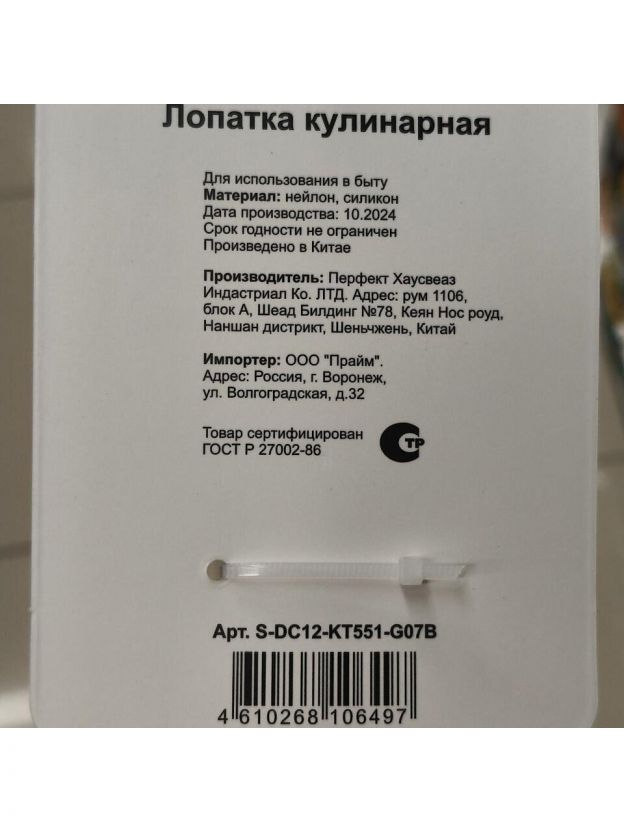 Лопатка кулинарная
Для использования в быту
Материал: нейлон, силикон
Дата производства: 10.2024
Срок годности не ограничен
Произведено в Китае
Производитель: Перфект Хаусвеаз
Индастриал Ко. ЛТД. Адрес: рум 1106,
блок А, Шеад Билдинг №78, Кеян Нос роуд,
Наншан дистрикт, Шеньчжень, Китай
Импортер: ООО "Прайм".
Адрес: Россия, г. Воронеж,
ул. Волгоградская, д.32
Товар сертифицирован
ГОСТ Р 27002-86
СТР
Арт. S-DC12-KT551-G07B
4 610268 106497